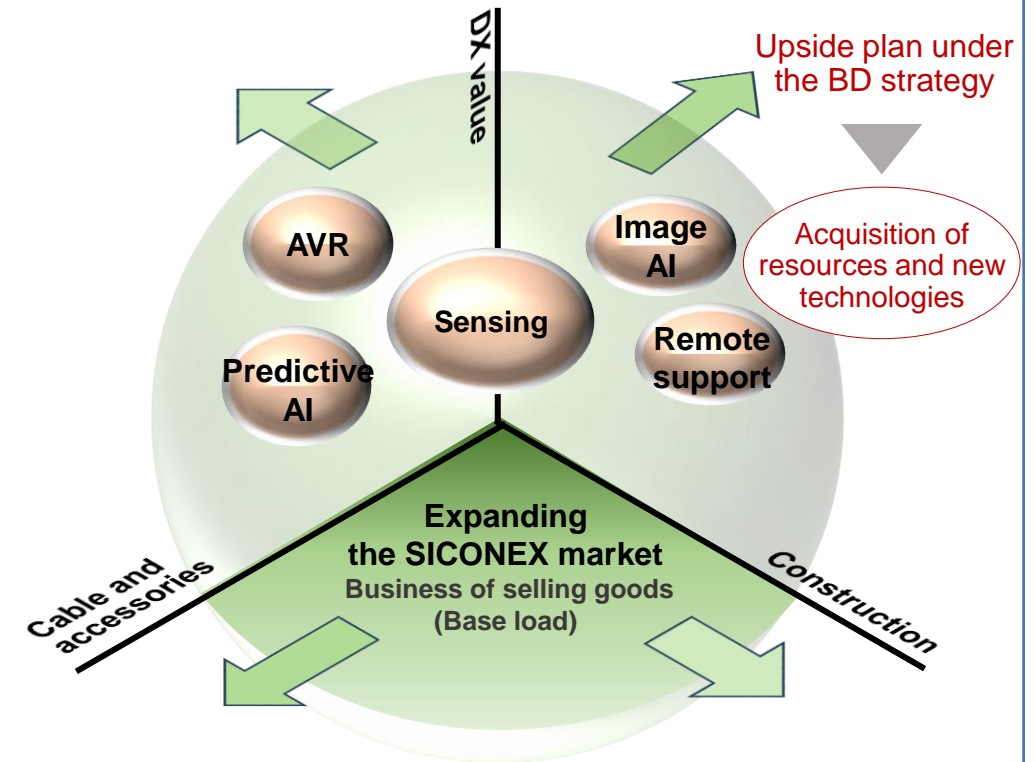 DX value
Upside plan under
the BD strategy
AVR
Image
AI
Acquisition of
resources and new
technologies
Sensing
Predictive
AI
Remote
support
Expanding
the SICONEX market
Business of selling goods
(Base load)
Cable and
accessories
Construction